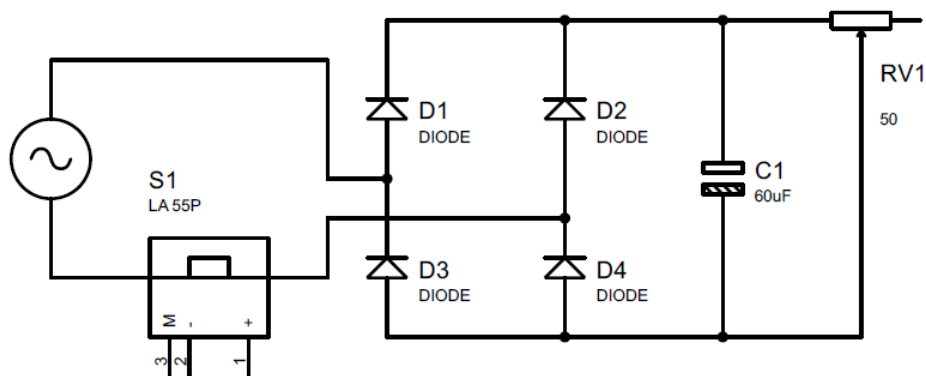 D1
DIODE
D2
DIODE
RV1
50
S1
LA 55P
C1
60uF
D3
DIODE
D4
DIODE
M
-
+
3
2
1